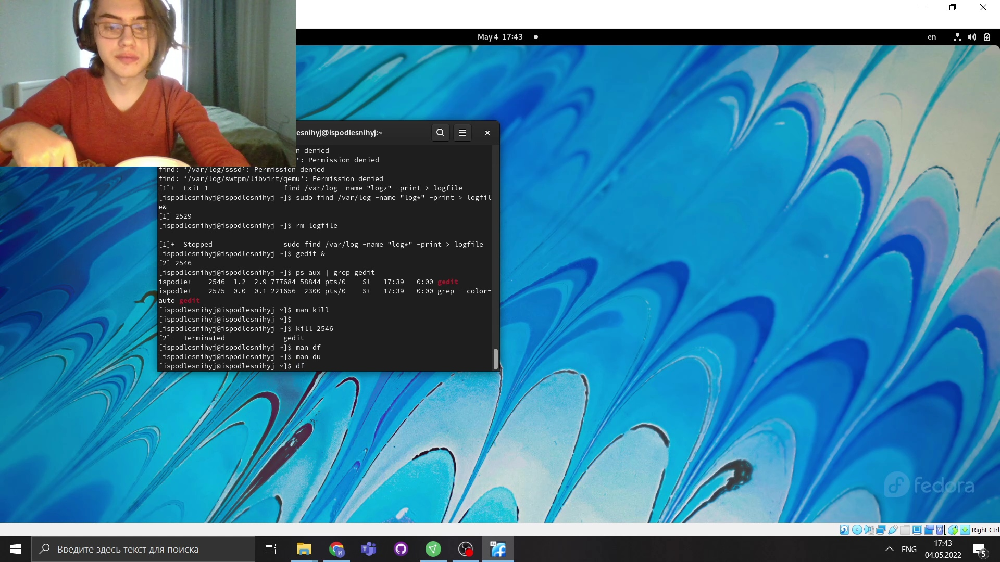 May 4 17:43
en
lesnihyj@ispodlesnihyj:~
n denied
’: Permission denied
find: ‘/var/log/sssd’: Permission denied
find: ‘/var/log/swtpm/libvirt/qemu’: Permission denied
[1]+  Exit 1                  find /var/log -name "log*" -print > logfile
[ispodlesnihyj@ispodlesnihyj ~]$ sudo find /var/log -name "log*" -print > logfil
e&
[1] 2529
[ispodlesnihyj@ispodlesnihyj ~]$ rm logfile
[1]+  Stopped                 sudo find /var/log -name "log*" -print > logfile
[ispodlesnihyj@ispodlesnihyj ~]$ gedit &
[2] 2546
[ispodlesnihyj@ispodlesnihyj ~]$ ps aux | grep gedit
ispodle+    2546  1.2  2.9 777684 58844 pts/0    Sl   17:39   0:00 gedit
ispodle+    2575  0.0  0.1 221656  2300 pts/0    S+   17:39   0:00 grep --color=
auto gedit
[ispodlesnihyj@ispodlesnihyj ~]$ man kill
[ispodlesnihyj@ispodlesnihyj ~]$
[ispodlesnihyj@ispodlesnihyj ~]$ kill 2546
[2]-  Terminated              gedit
[ispodlesnihyj@ispodlesnihyj ~]$ man df
[ispodlesnihyj@ispodlesnihyj ~]$ man du
[ispodlesnihyj@ispodlesnihyj ~]$ df
fedora
Right Ctrl
Введите здесь текст для поиска
64
ENG
17:43
04.05.2022
5